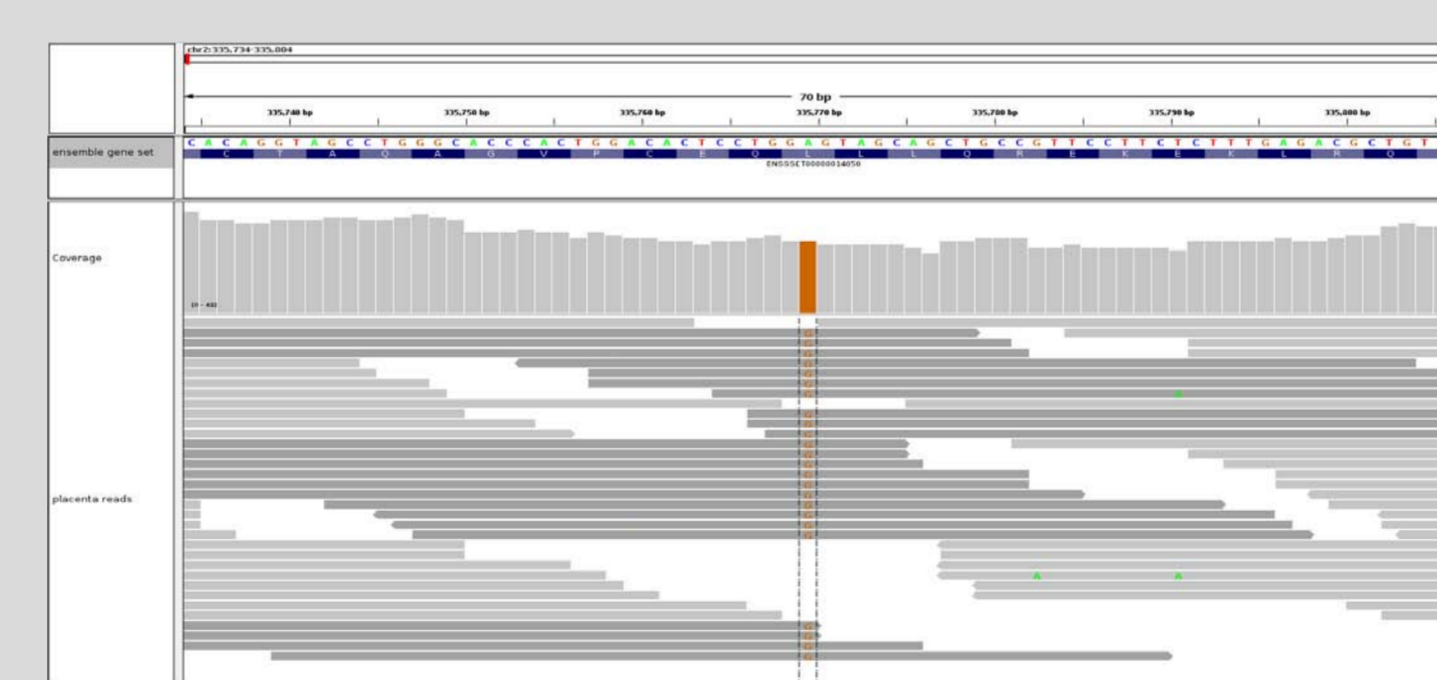 chr2:335,734-335,804
70 bp
335,740 bp 335,750 bp 335,760 bp 335,770 bp 335,780 bp 335,790 bp 335,800 bp
ensemble gene set
C A C A G G T A G C C T G G G C A C C C A C T G G A C A C T C C T G G A G T A G C A G C T G C C G T T C C T T C T C T T T G A G A C G C T G T
C T A Q A G V P C E Q L L L Q R E K E K L R Q
Coverage
G
G
G
G
G
G
G A
G
G
G
G
G
G
G
G
G
placenta reads
G
G
G
G
A A
G
G
G
G